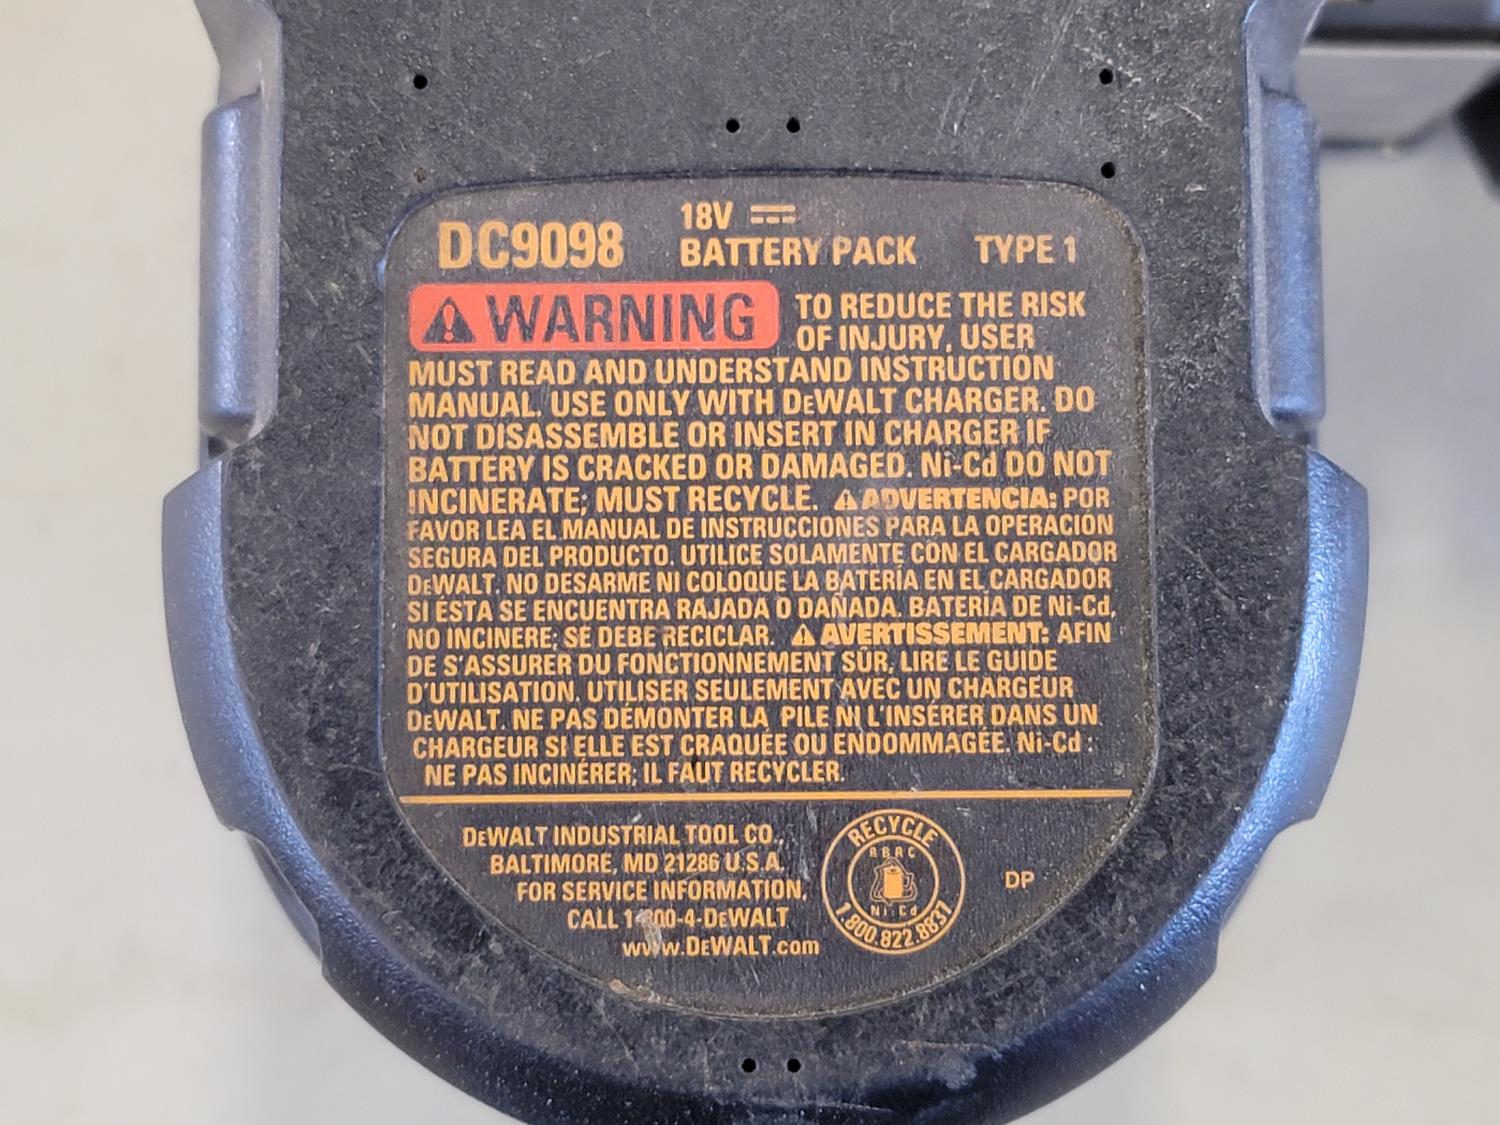 DC9098
18V
BATTERY PACK
TYPE 1
WARNING
TO REDUCE THE RISK
OF INJURY, USER
MUST READ AND UNDERSTAND INSTRUCTION
MANUAL. USE ONLY WITH DEWALT CHARGER. DO
NOT DISASSEMBLE OR INSERT IN CHARGER IF
BATTERY IS CRACKED OR DAMAGED. Ni-Cd DO NOT
INCINERATE; MUST RECYCLE. ADVERTENCIA: POR
FAVOR LEA EL MANUAL DE INSTRUCCIONES PARA LA OPERACIÓN
SEGURA DEL PRODUCTO. UTILICE SOLAMENTE CON EL CARGADOR
DEWALT. NO DESARME NI COLOQUE LA BATERÍA EN EL CARGADOR
SI ÉSTA SE ENCUENTRA RAJADA O DAÑADA. BATERÍA DE Ni-Cd,
NO INCINERE; SE DEBE RECICLAR. AVERTISSEMENT: AFIN
DE S'ASSURER DU FONCTIONNEMENT SÛR, LIRE LE GUIDE
D'UTILISATION. UTILISER SEULEMENT AVEC UN CHARGEUR
DEWALT. NE PAS DÉMONTER LA PILE NI L'INSÉRER DANS UN
CHARGEUR SI ELLE EST CRAQUÉE OU ENDOMMAGÉE. Ni-Cd :
NE PAS INCINÉRER; IL FAUT RECYCLER.
DEWALT INDUSTRIAL TOOL CO.,
BALTIMORE, MD 21286 U.S.A.
FOR SERVICE INFORMATION,
CALL 1-800-4-DEWALT
www.DEWALT.com
RECYCLE
RBRC
Ni-Cd
1.800.822.8837
DP